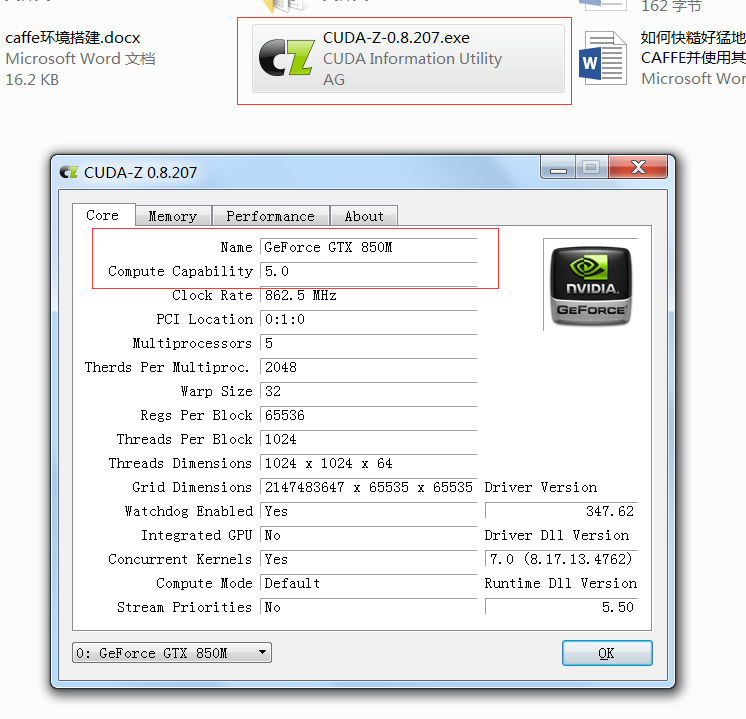 162 字节
caffe环境搭建.docx
Microsoft Word 文档
16.2 KB
CUDA-Z-0.8.207.exe
CUDA Information Utility
AG
如何快糙好猛地
CAFFE并使用其
Microsoft Wor
CUDA-Z 0.8.207
Core Memory Performance About
Name GeForce GTX 850M
Compute Capability 5.0
Clock Rate 862.5 MHz
PCI Location 0:1:0
Multiprocessors 5
Therds Per Multiproc. 2048
Warp Size 32
Regs Per Block 65536
Threads Per Block 1024
Threads Dimensions 1024 x 1024 x 64
Grid Dimensions 2147483647 x 65535 x 65535 Driver Version
Watchdog Enabled Yes 347.62
Integrated GPU No Driver Dll Version
Concurrent Kernels Yes 7.0 (8.17.13.4762)
Compute Mode Default Runtime Dll Version
Stream Priorities No 5.50
NVIDIA.
GEFORCE
0: GeForce GTX 850M OK